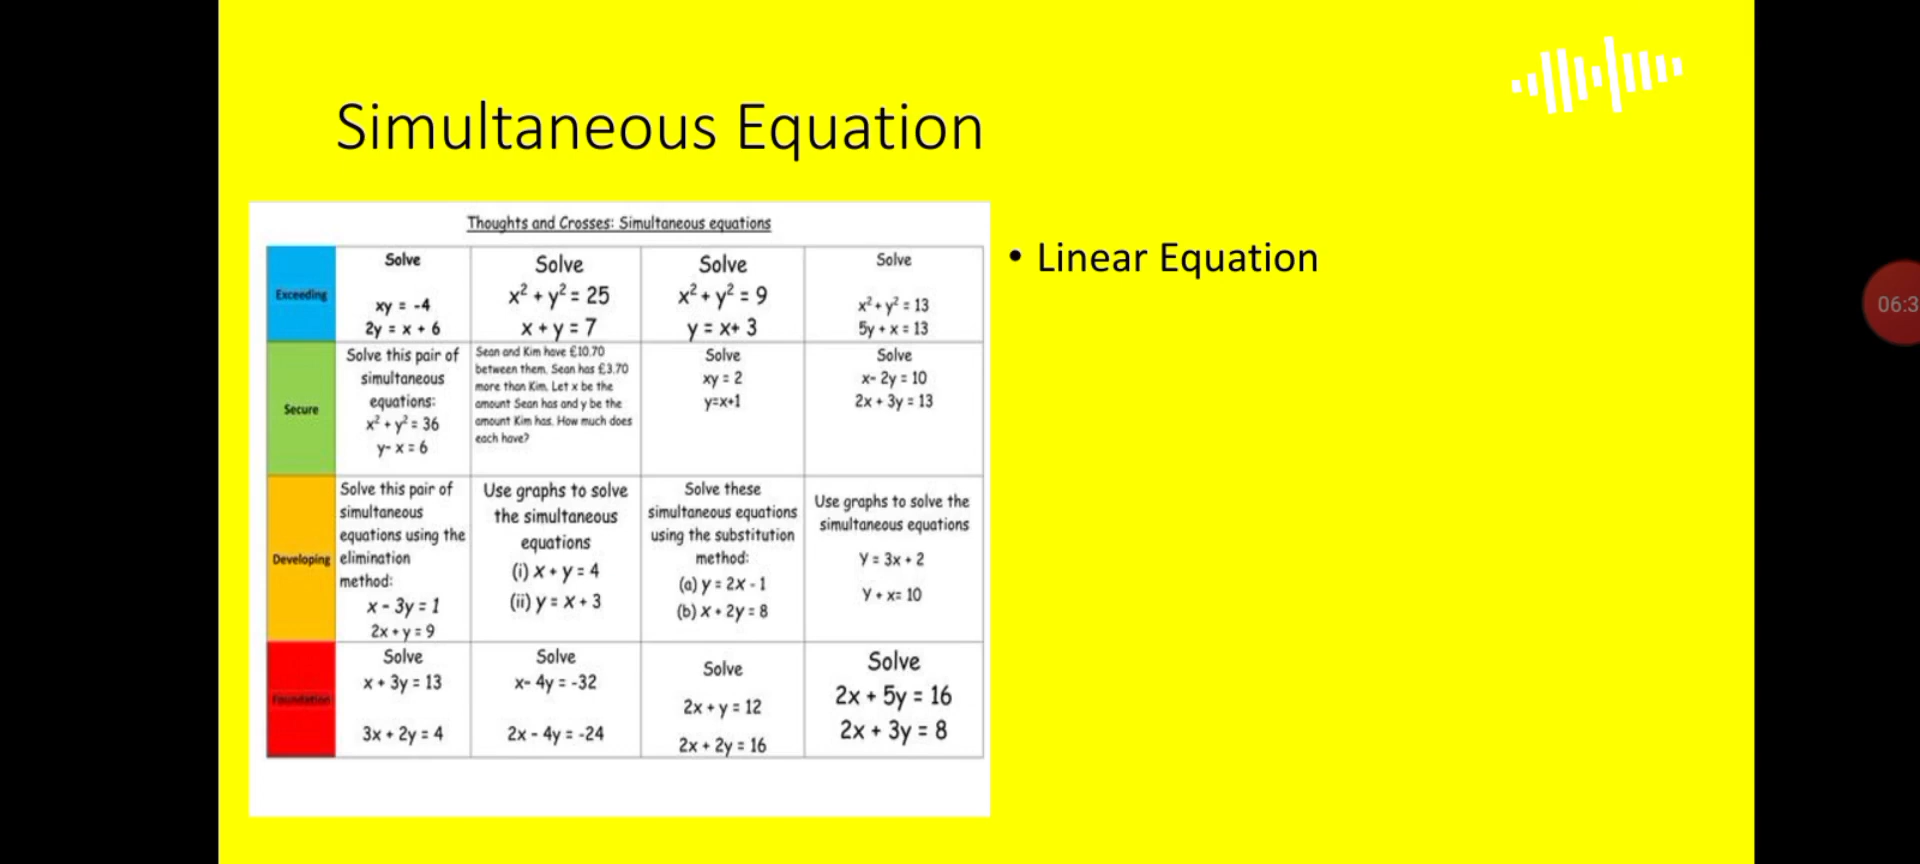 Simultaneous Equation
Thoughts and Crosses: Simultaneous equations
Exceeding
Solve
xy = -4
2y = x + 6
Solve
x² + y² = 25
x + y = 7
Solve
x² + y² = 9
y = x+ 3
Solve
x² + y² = 13
5y + x = 13
Secure
Solve this pair of
simultaneous
equations:
x² + y² = 36
y- x = 6
Sean and Kim have £10.70
between them. Sean has £3.70
more than Kim. Let x be the
amount Sean has and y be the
amount Kim has. How much does
each have?
Solve
xy = 2
y=x+1
Solve
x- 2y = 10
2x + 3y = 13
Developing
Solve this pair of
simultaneous
equations using the
elimination
method:
x - 3y = 1
2x + y = 9
Use graphs to solve
the simultaneous
equations
(i) x + y = 4
(ii) y = x + 3
Solve these
simultaneous equations
using the substitution
method:
(a) y = 2x - 1
(b) x + 2y = 8
Use graphs to solve the
simultaneous equations
Y = 3x + 2
Y + x= 10
Foundation
Solve
x + 3y = 13
3x + 2y = 4
Solve
x- 4y = -32
2x - 4y = -24
Solve
2x + y = 12
2x + 2y = 16
Solve
2x + 5y = 16
2x + 3y = 8
• Linear Equation
06:3